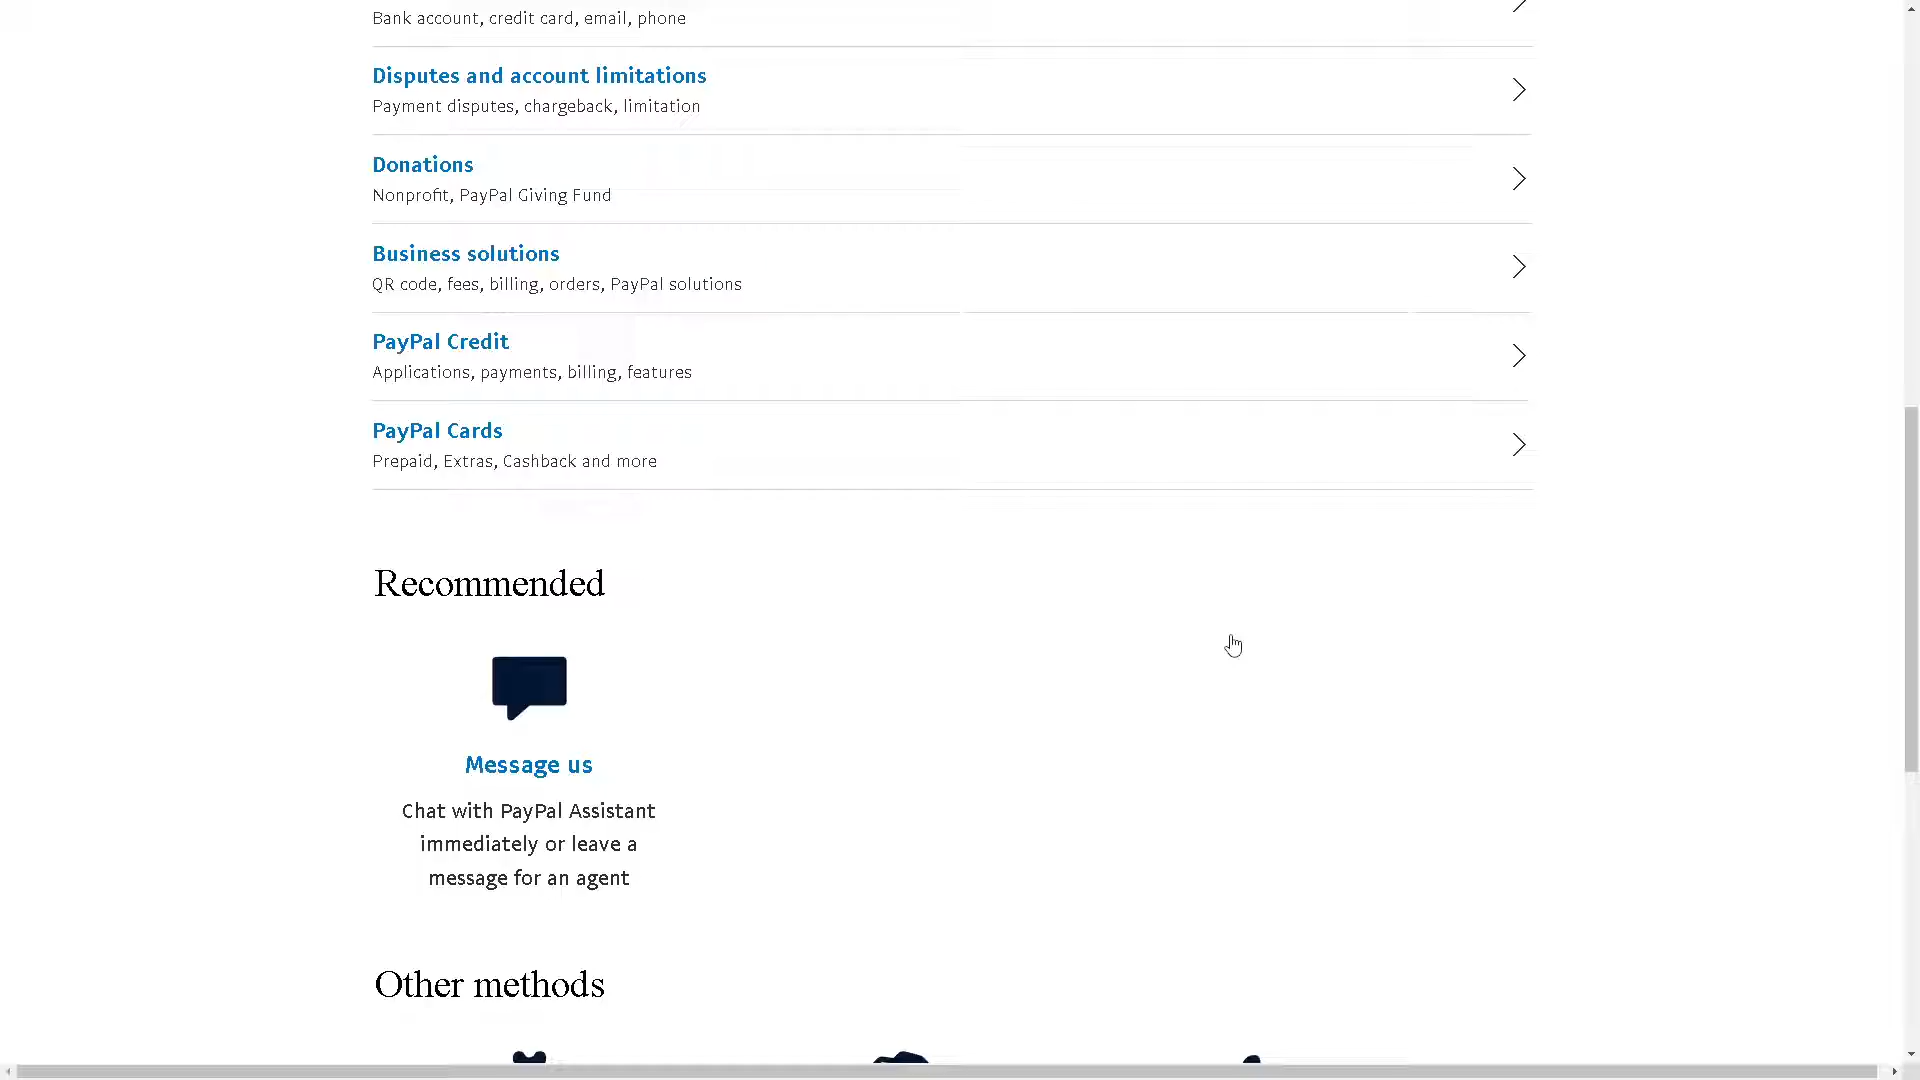 Bank account, credit card, email, phone
Disputes and account limitations
Payment disputes, chargeback, limitation
Donations
Nonprofit, PayPal Giving Fund
Business solutions
QR code, fees, billing, orders, PayPal solutions
PayPal Credit
Applications, payments, billing, features
PayPal Cards
Prepaid, Extras, Cashback and more
Recommended
Message us
Chat with PayPal Assistant
immediately or leave a
message for an agent
Other methods